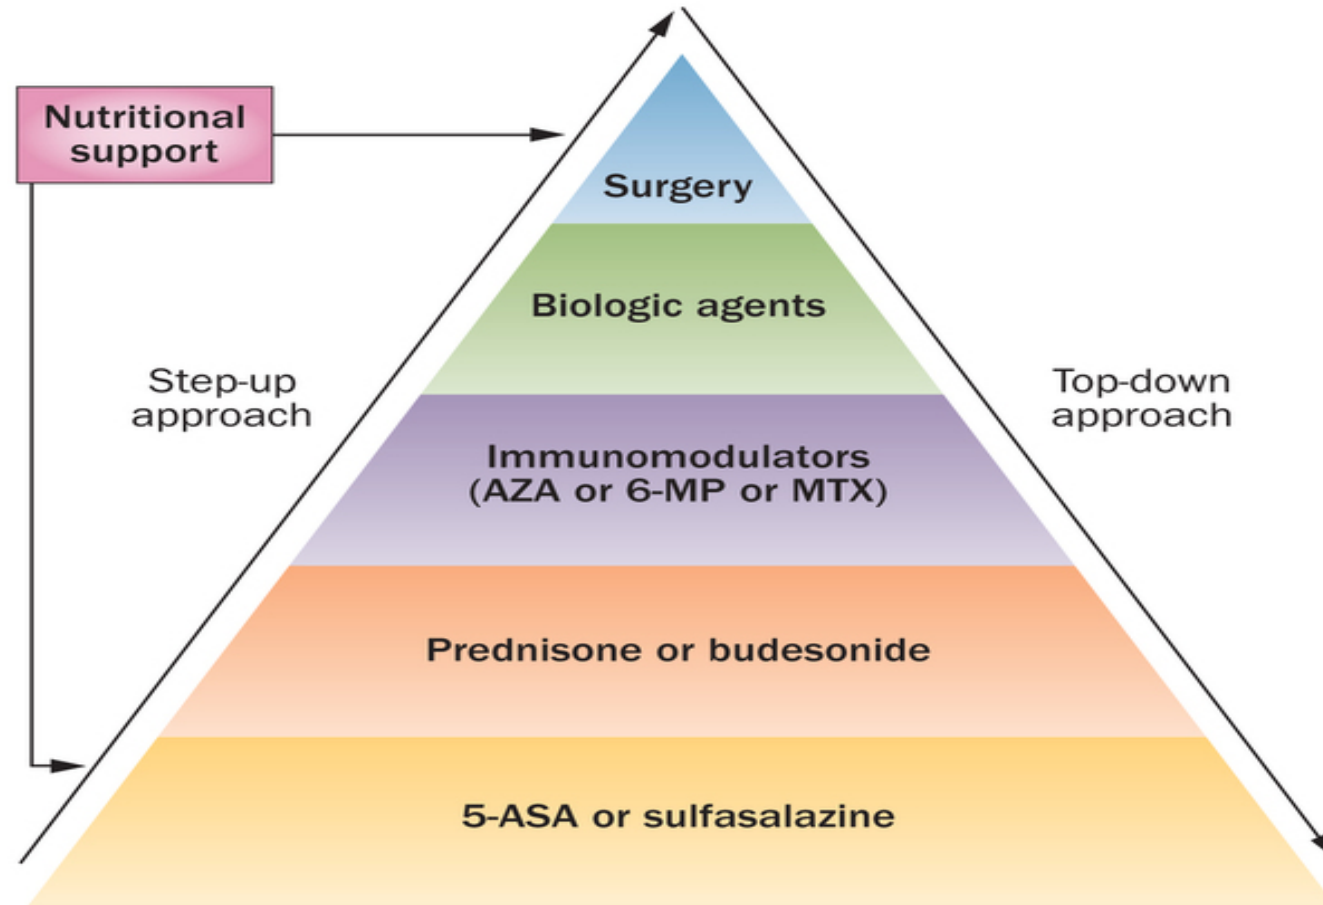 Nutritional
support
Surgery
Biologic agents
Step-up
approach
Top-down
approach
Immunomodulators
(AZA or 6-MP or MTX)
Prednisone or budesonide
5-ASA or sulfasalazine